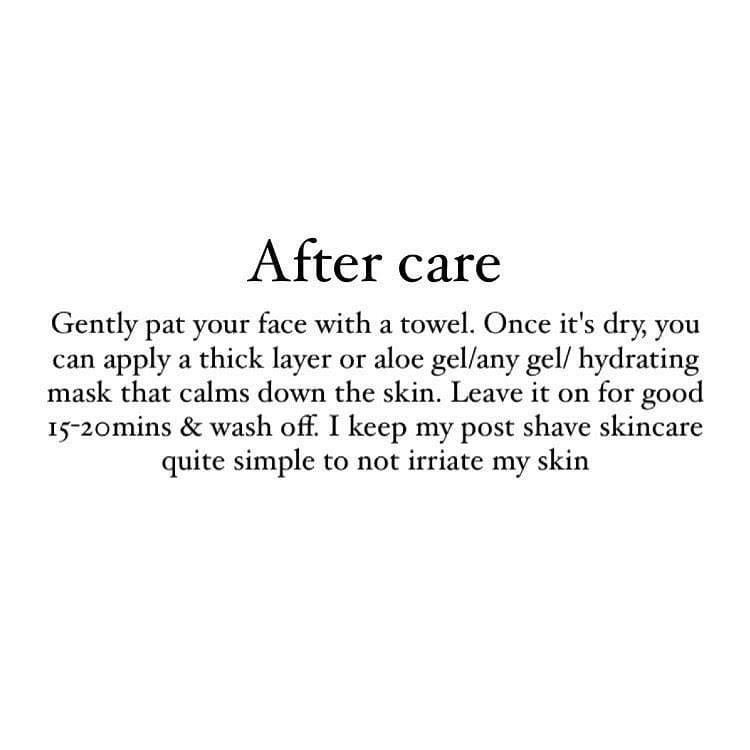 After care
Gently pat your face with a towel. Once it's dry, you
can apply a thick layer or aloe gel/any gel/ hydrating
mask that calms down the skin. Leave it on for good
15-20mins & wash off. I keep my post shave skincare
quite simple to not irriate my skin